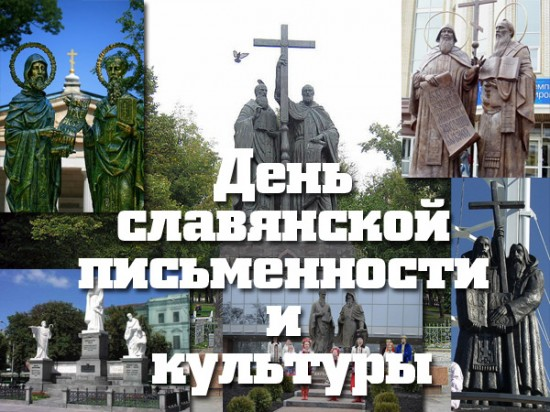 День
славянской
письменности
и
культуры